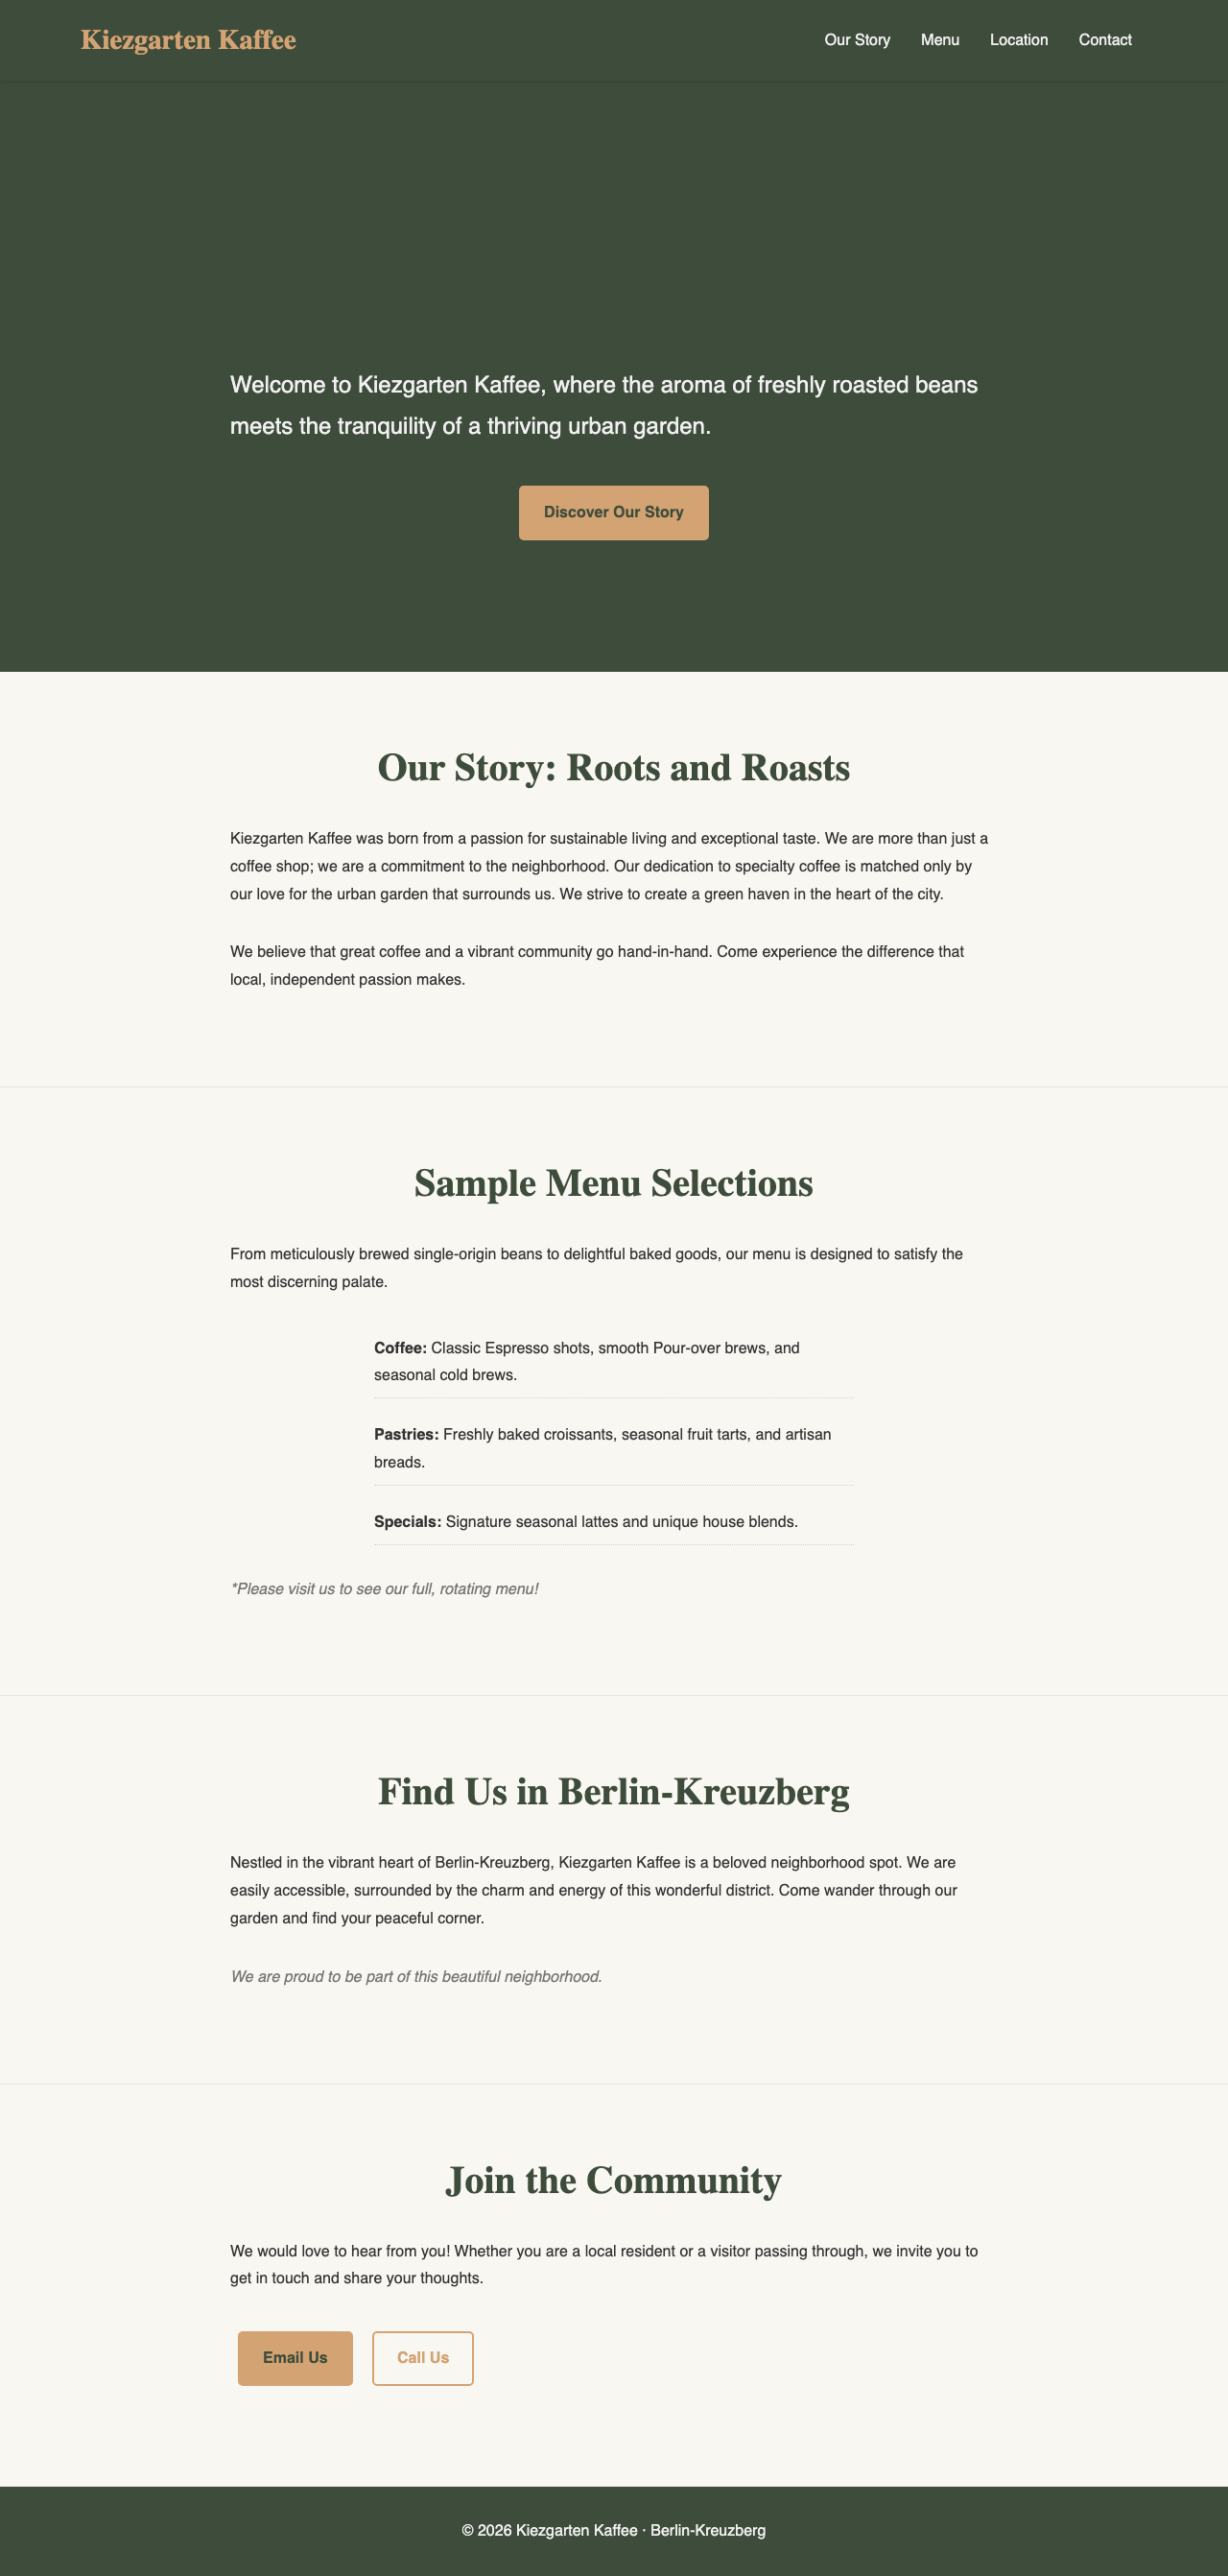 Kiezgarten Kaffee
Our Story
Menu
Location
Contact
Welcome to Kiezgarten Kaffee, where the aroma of freshly roasted beans
meets the tranquility of a thriving urban garden.
Discover Our Story
Our Story: Roots and Roasts
Kiezgarten Kaffee was born from a passion for sustainable living and exceptional taste. We are more than just a
coffee shop; we are a commitment to the neighborhood. Our dedication to specialty coffee is matched only by
our love for the urban garden that surrounds us. We strive to create a green haven in the heart of the city.
We believe that great coffee and a vibrant community go hand-in-hand. Come experience the difference that
local, independent passion makes.
Sample Menu Selections
From meticulously brewed single-origin beans to delightful baked goods, our menu is designed to satisfy the
most discerning palate.
Coffee: Classic Espresso shots, smooth Pour-over brews, and
seasonal cold brews.
Pastries: Freshly baked croissants, seasonal fruit tarts, and artisan
breads.
Specials: Signature seasonal lattes and unique house blends.
*Please visit us to see our full, rotating menu!
Find Us in Berlin-Kreuzberg
Nestled in the vibrant heart of Berlin-Kreuzberg, Kiezgarten Kaffee is a beloved neighborhood spot. We are
easily accessible, surrounded by the charm and energy of this wonderful district. Come wander through our
garden and find your peaceful corner.
We are proud to be part of this beautiful neighborhood.
Join the Community
We would love to hear from you! Whether you are a local resident or a visitor passing through, we invite you to
get in touch and share your thoughts.
Email Us
Call Us
© 2026 Kiezgarten Kaffee · Berlin-Kreuzberg